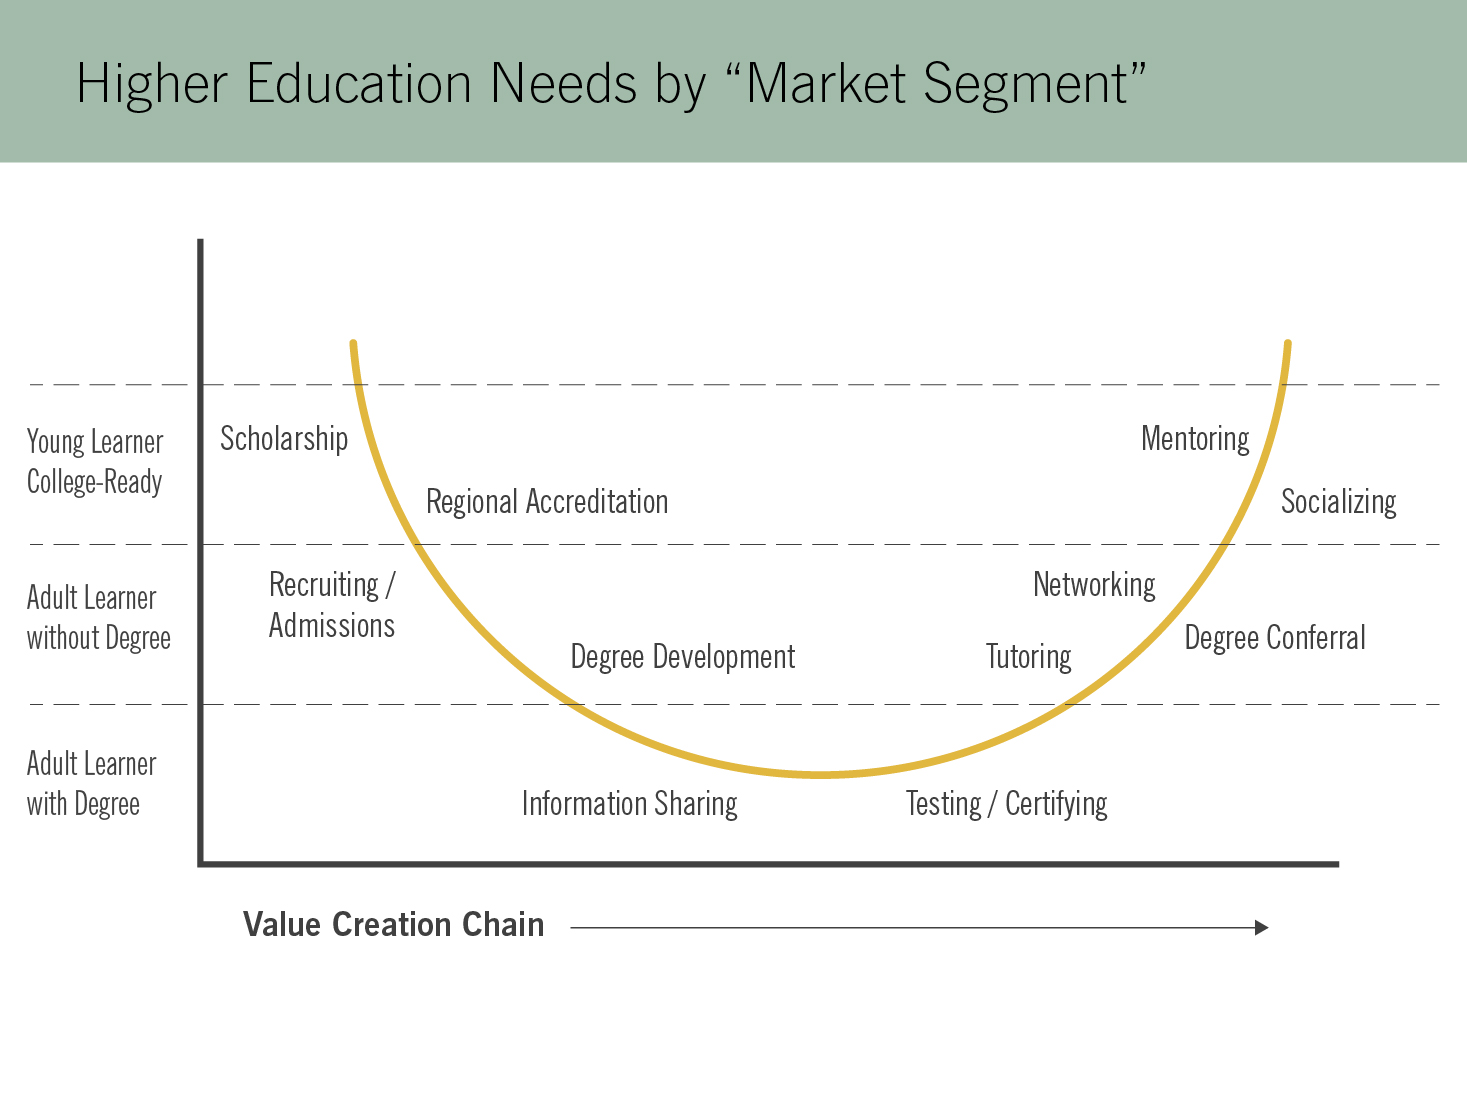 Higher Education Needs by “Market Segment”
Young Learner
College-Ready
Scholarship
Mentoring
Regional Accreditation
Socializing
Adult Learner
without Degree
Recruiting /
Admissions
Networking
Degree Development
Tutoring
Degree Conferral
Adult Learner
with Degree
Information Sharing
Testing / Certifying
Value Creation Chain